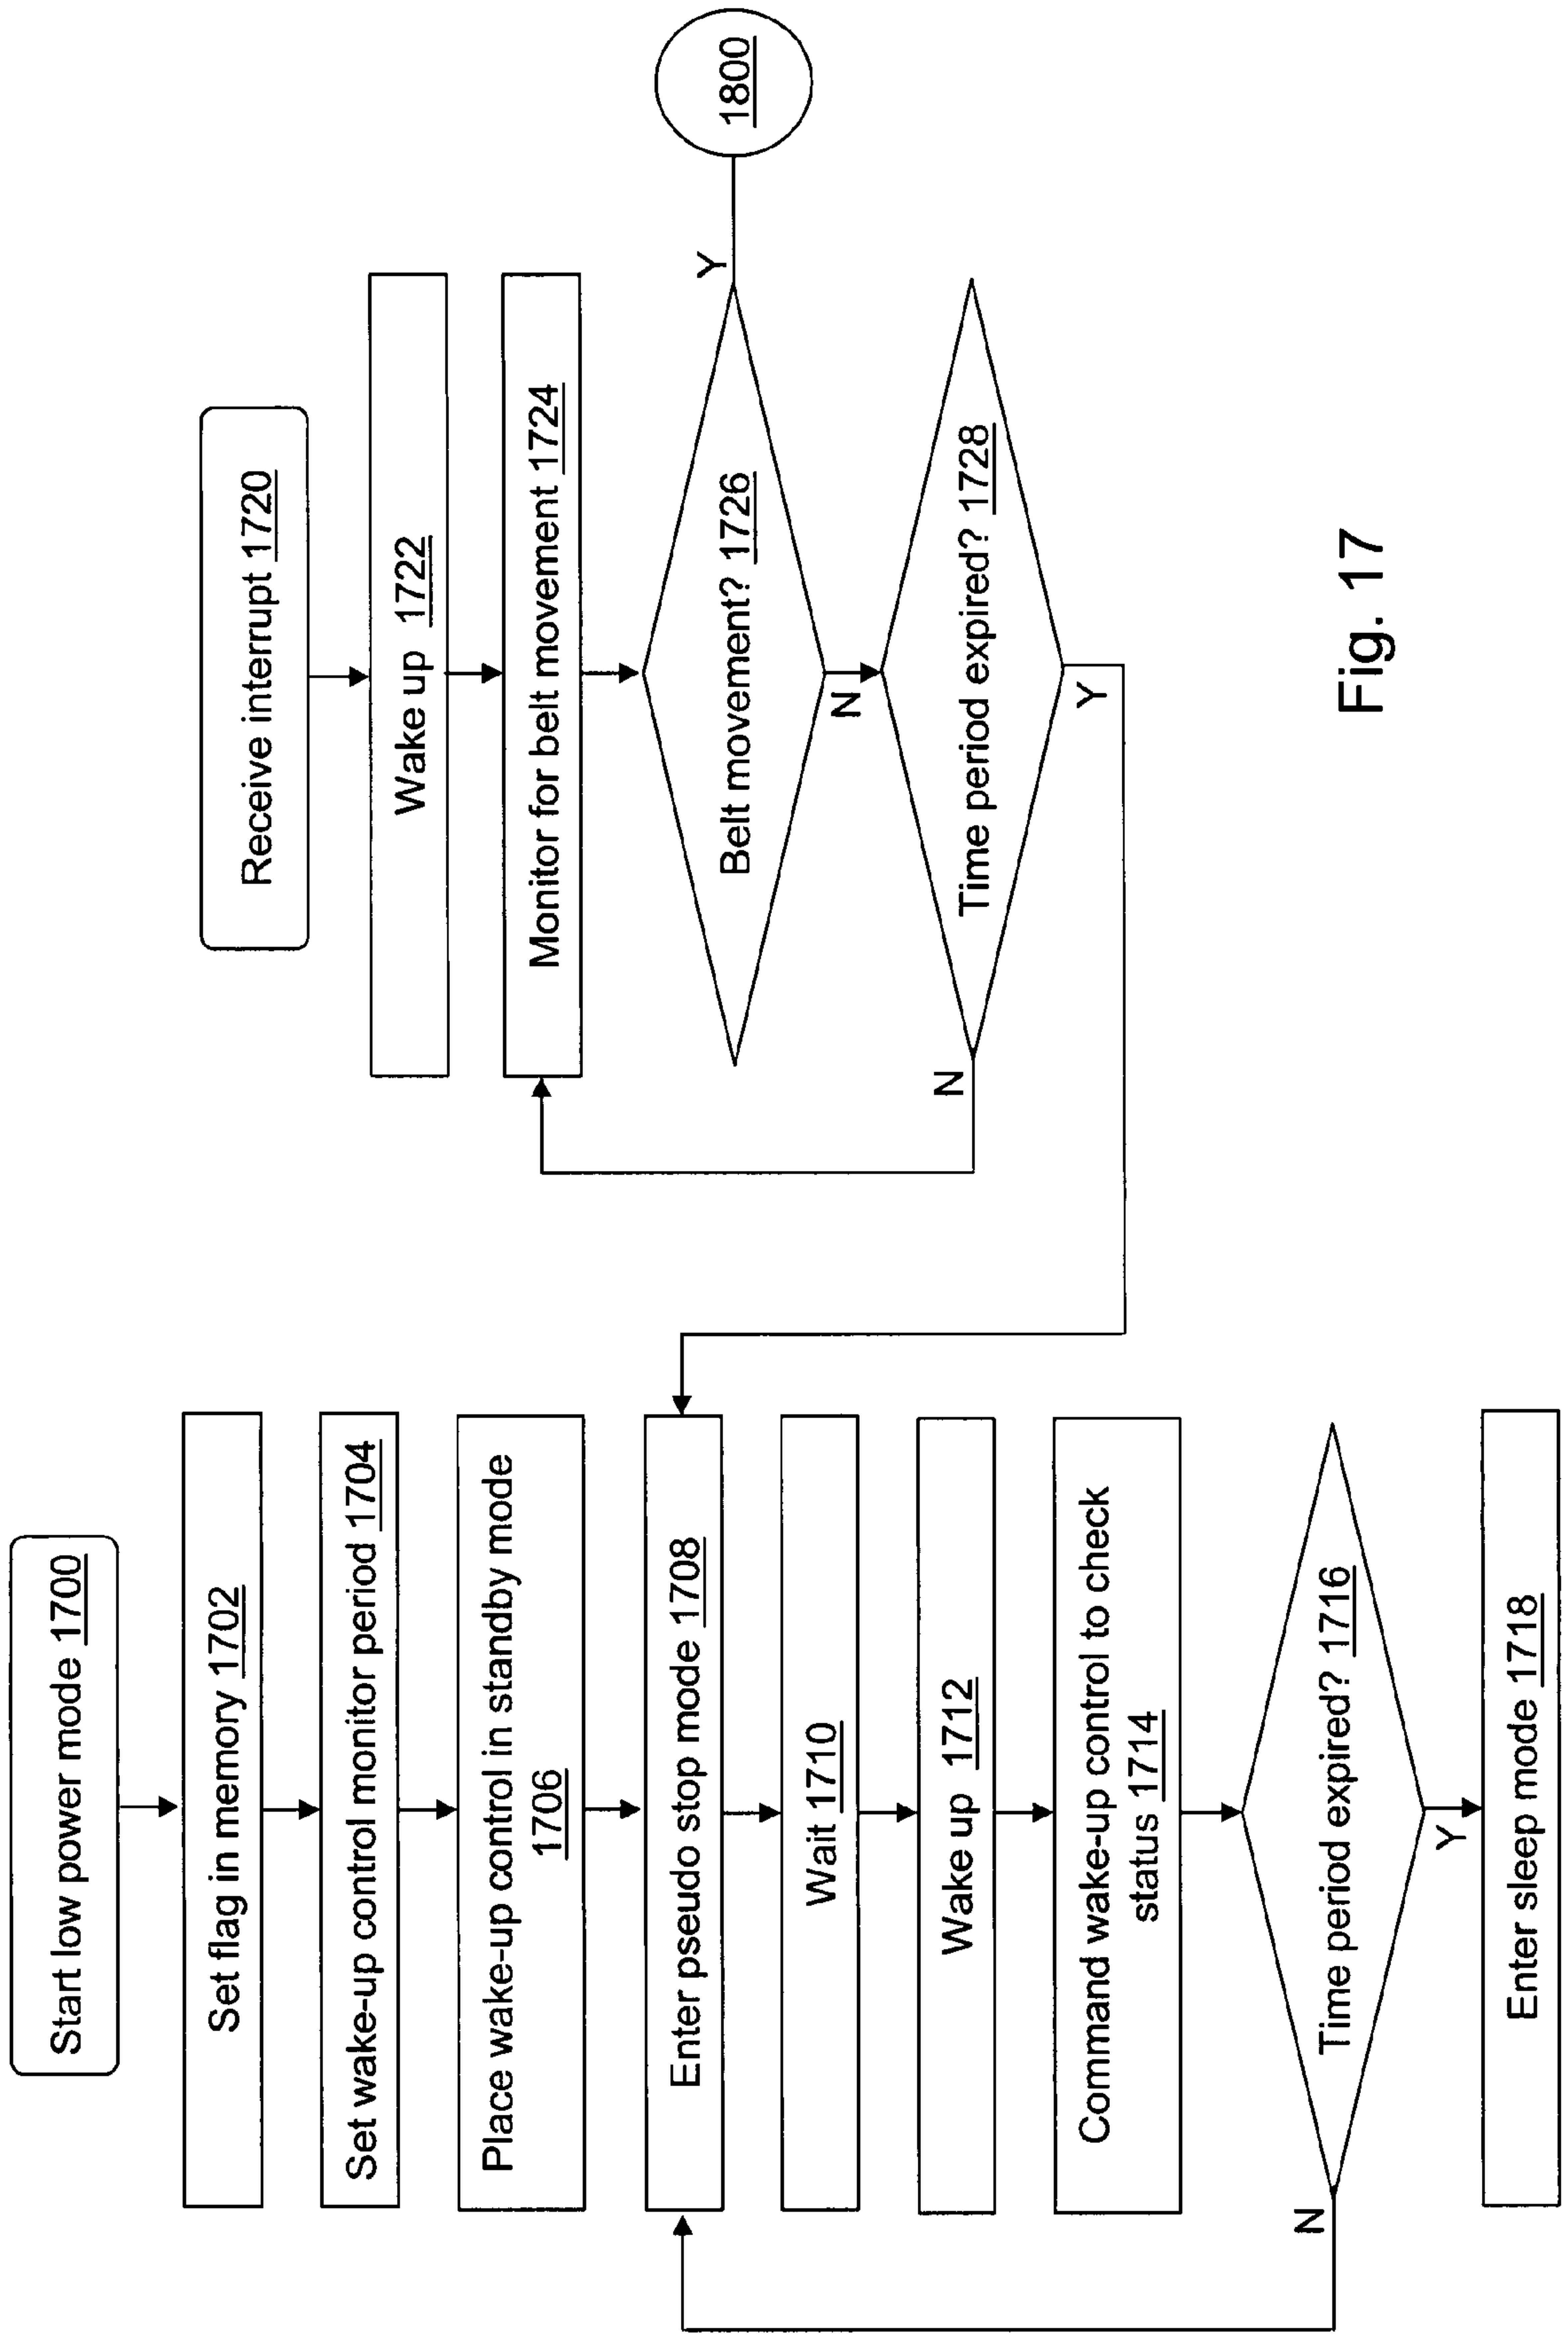 Start low power mode 1700
Set flag in memory 1702
Set wake-up control monitor period 1704
Place wake-up control in standby mode
1706
Enter pseudo stop mode 1708
Wait 1710
Wake up 1712
Command wake-up control to check
status 1714
Time period expired? 1716
N
Y
Enter sleep mode 1718
Receive interrupt 1720
Wake up 1722
Monitor for belt movement 1724
Belt movement? 1726
Y
1800
N
Time period expired? 1728
N
Y
Fig. 17